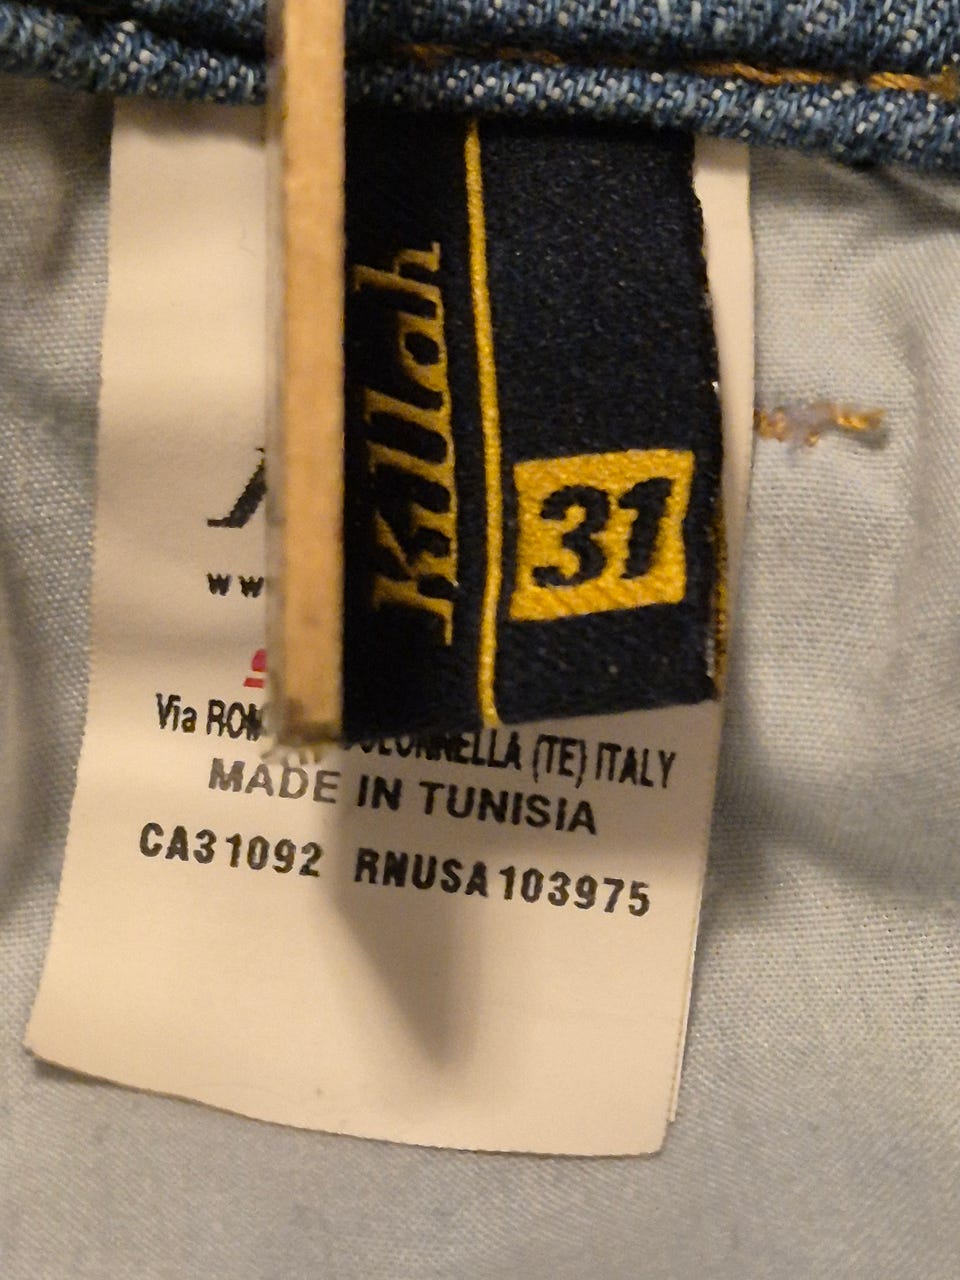 Killah
31
Via
(TE) ITALY
MADE IN TUNISIA
CA31092 RNUSA103975